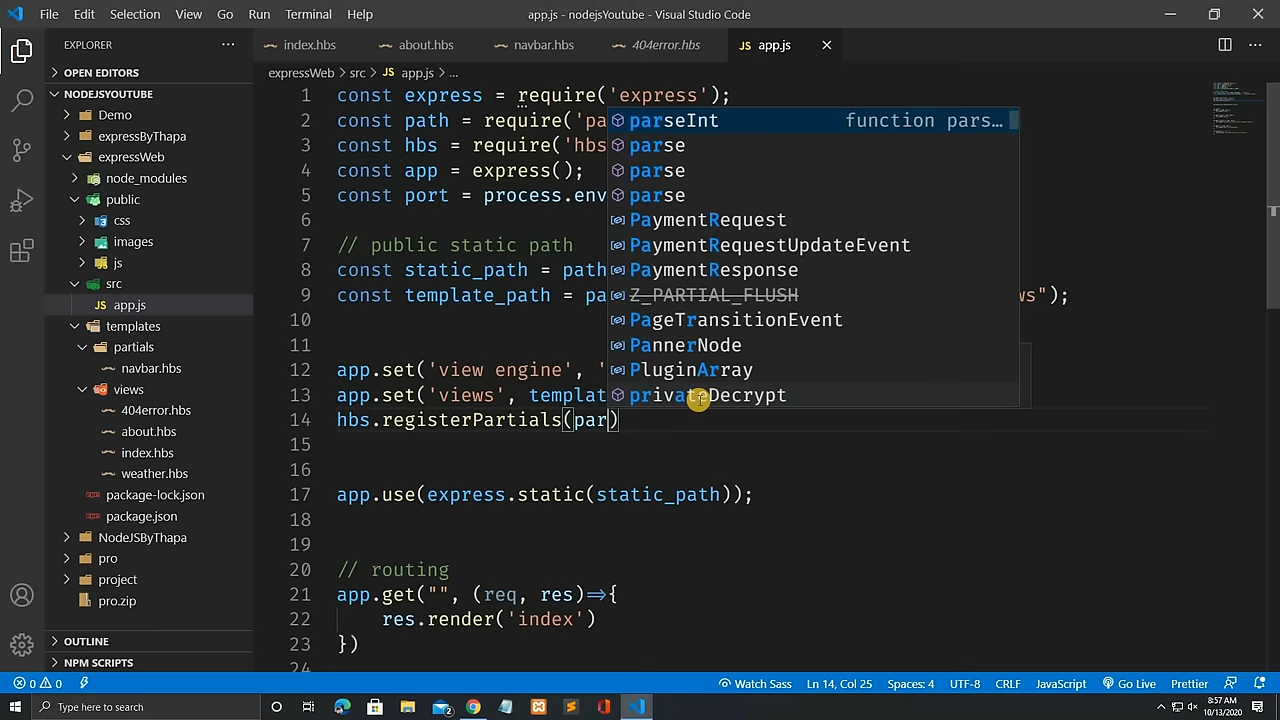 File Edit Selection View Go Run Terminal Help
app.js - nodejsYoutube - Visual Studio Code
EXPLORER
index.hbs
about.hbs
navbar.hbs
404error.hbs
JS app.js
OPEN EDITORS
NODEJSYOUTUBE
Demo
expressByThapa
expressWeb
node_modules
public
css
images
js
src
JS app.js
templates
partials
navbar.hbs
views
404error.hbs
about.hbs
index.hbs
weather.hbs
package-lock.json
package.json
NodeJSByThapa
pro
project
pro.zip
OUTLINE
NPM SCRIPTS
expressWeb > src > JS app.js > ...
1 const express = require('express');
2 const path = require('pa
3 const hbs = require('hbs
4 const app = express();
5 const port = process.env
6
7 // public static path
8 const static_path = path
9 const template_path = pa ws");
10
11
12 app.set('view engine', '
13 app.set('views', templat
14 hbs.registerPartials(par)
15
16
17 app.use(express.static(static_path));
18
19
20 // routing
21 app.get("", (req, res)=>{
22 res.render('index')
23 })
24
parseInt function pars...
parse
parse
parse
PaymentRequest
PaymentRequestUpdateEvent
PaymentResponse
Z_PARTIAL_FLUSH
PageTransitionEvent
PannerNode
PluginArray
privateDecrypt
0 0 Watch Sass Ln 14, Col 25 Spaces: 4 UTF-8 CRLF JavaScript Go Live Prettier
Type here to search
2
8:57 AM
10/13/2020